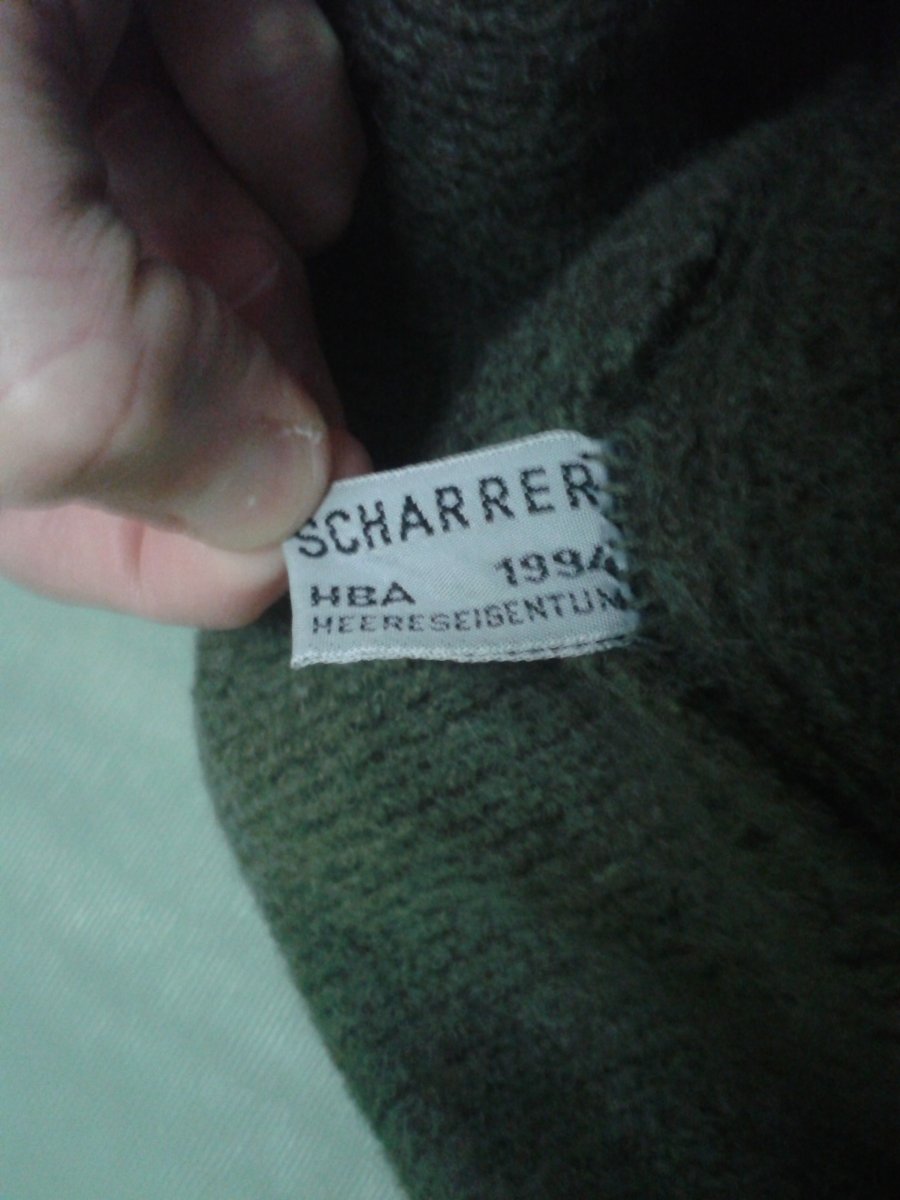 SCHARRER
HBA 1994
HEERESEIGENTUM